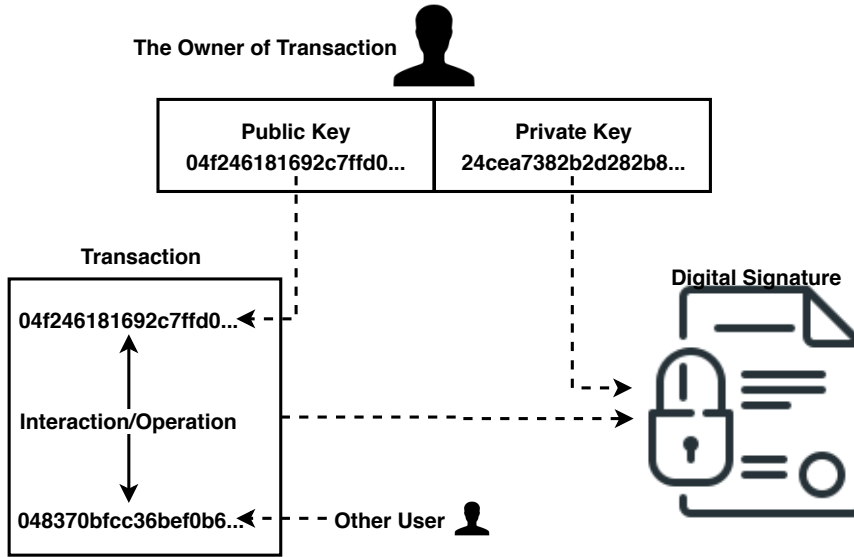 The Owner of Transaction
Public Key
04f246181692c7ffd0...
Private Key
24cea7382b2d282b8...
Transaction
04f246181692c7ffd0...
Interaction/Operation
048370bfcc36bef0b6...
Other User
Digital Signature